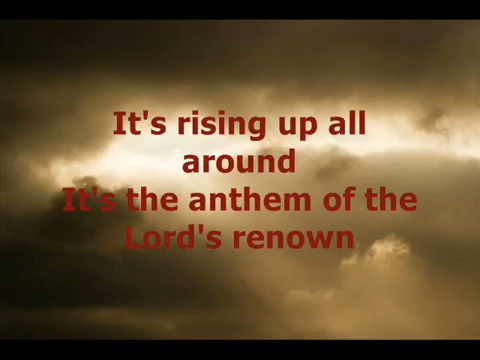 It's rising up all
around
It's the anthem of the
Lord's renown